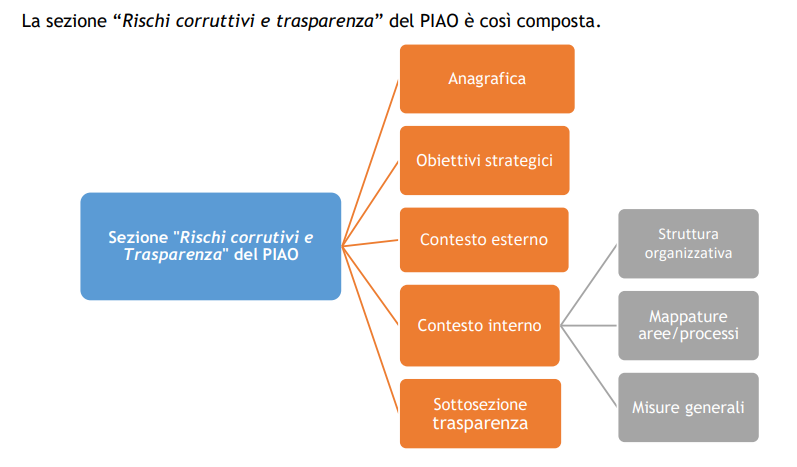 La sezione “Rischi corruttivi e trasparenza” del PIAO è così composta.
Sezione "Rischi corrutivi e
Trasparenza" del PIAO
Anagrafica
Obiettivi strategici
Contesto esterno
Contesto interno
Sottosezione
trasparenza
Struttura
organizzativa
Mappature
aree/processi
Misure generali